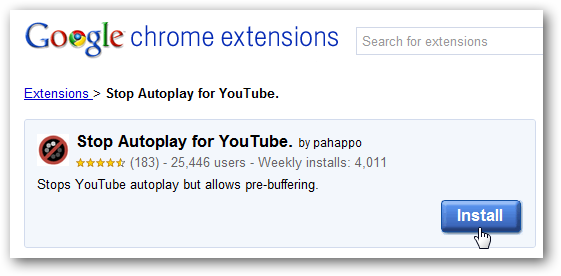 Google chrome extensions
Search for extensions
Extensions > Stop Autoplay for YouTube.
Stop Autoplay for YouTube. by pahappo
(183) - 25,446 users - Weekly installs: 4,011
Stops YouTube autoplay but allows pre-buffering.
Install